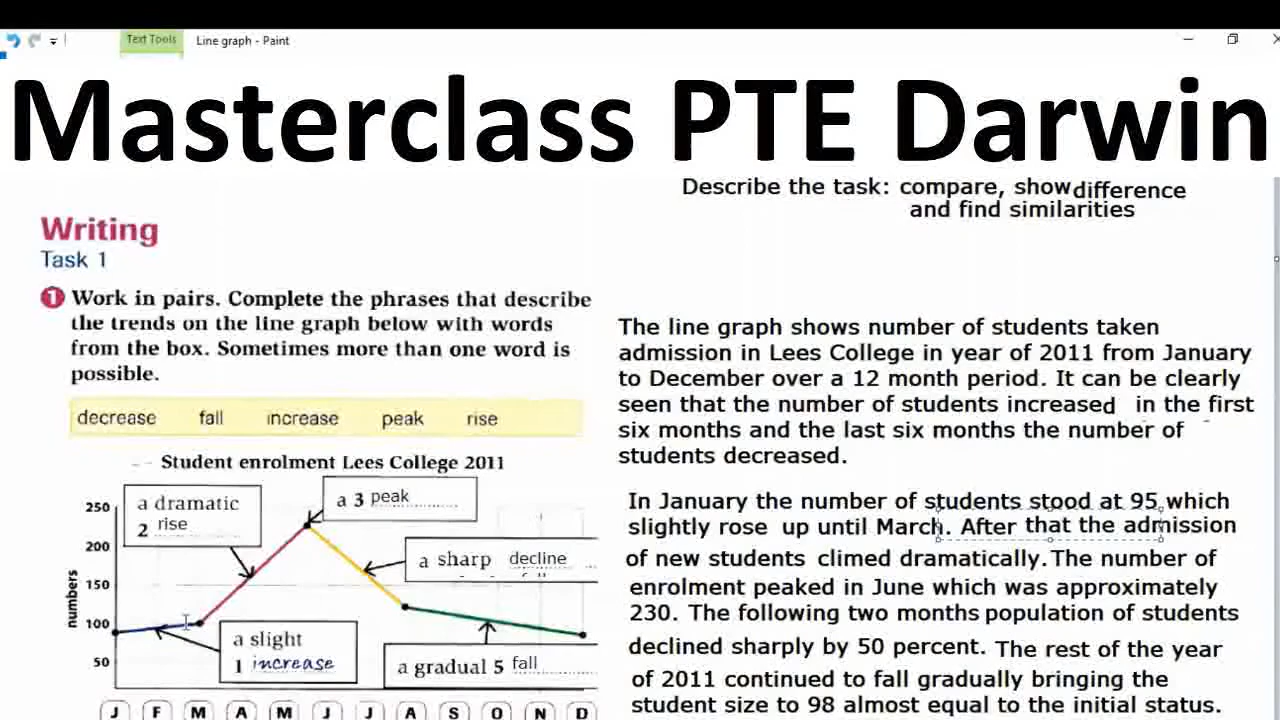 Text Tools
Line graph - Paint
Masterclass PTE Darwin
Describe the task: compare, show difference
and find similarities
Writing
Task 1
1 Work in pairs. Complete the phrases that describe
the trends on the line graph below with words
from the box. Sometimes more than one word is
possible.
decrease fall increase peak rise
Student enrolment Lees College 2011
250
200
150
100
50
numbers
a dramatic
2 rise
a 3 peak
a sharp decline
a slight
1 increase
a gradual 5 fall
J F M A M J J A S O N D
The line graph shows number of students taken
admission in Lees College in year of 2011 from January
to December over a 12 month period. It can be clearly
seen that the number of students increased in the first
six months and the last six months the number of
students decreased.
In January the number of students stood at 95 which
slightly rose up until March. After that the admission
of new students climed dramatically. The number of
enrolment peaked in June which was approximately
230. The following two months population of students
declined sharply by 50 percent. The rest of the year
of 2011 continued to fall gradually bringing the
student size to 98 almost equal to the initial status.